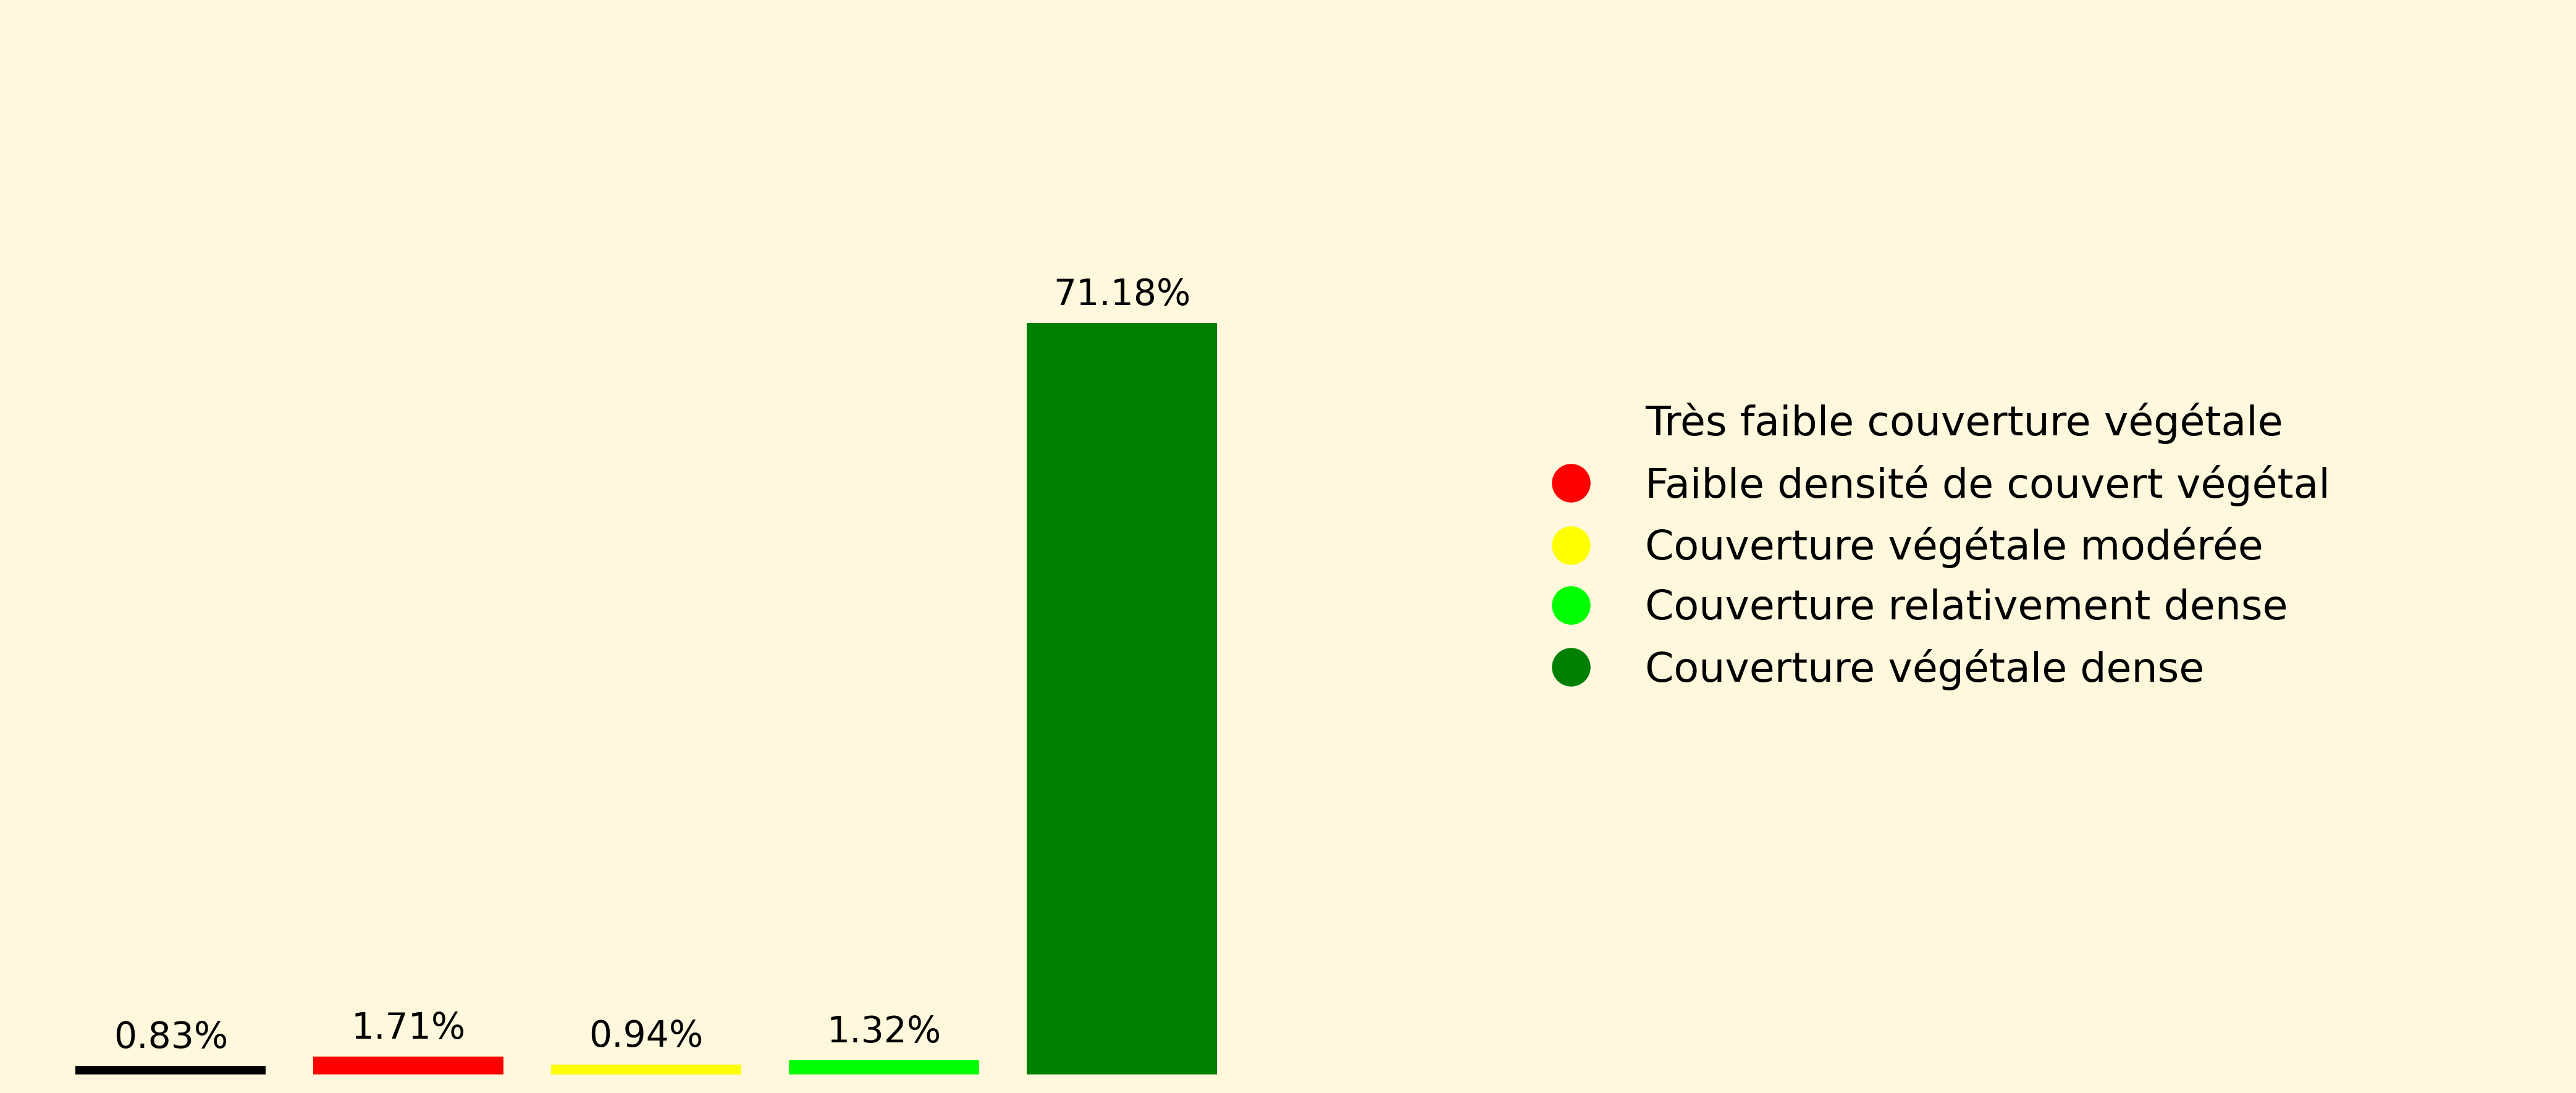 71.18%
0.83%
1.71%
0.94%
1.32%
Très faible couverture végétale
Faible densité de couvert végétal
Couverture végétale modérée
Couverture relativement dense
Couverture végétale dense